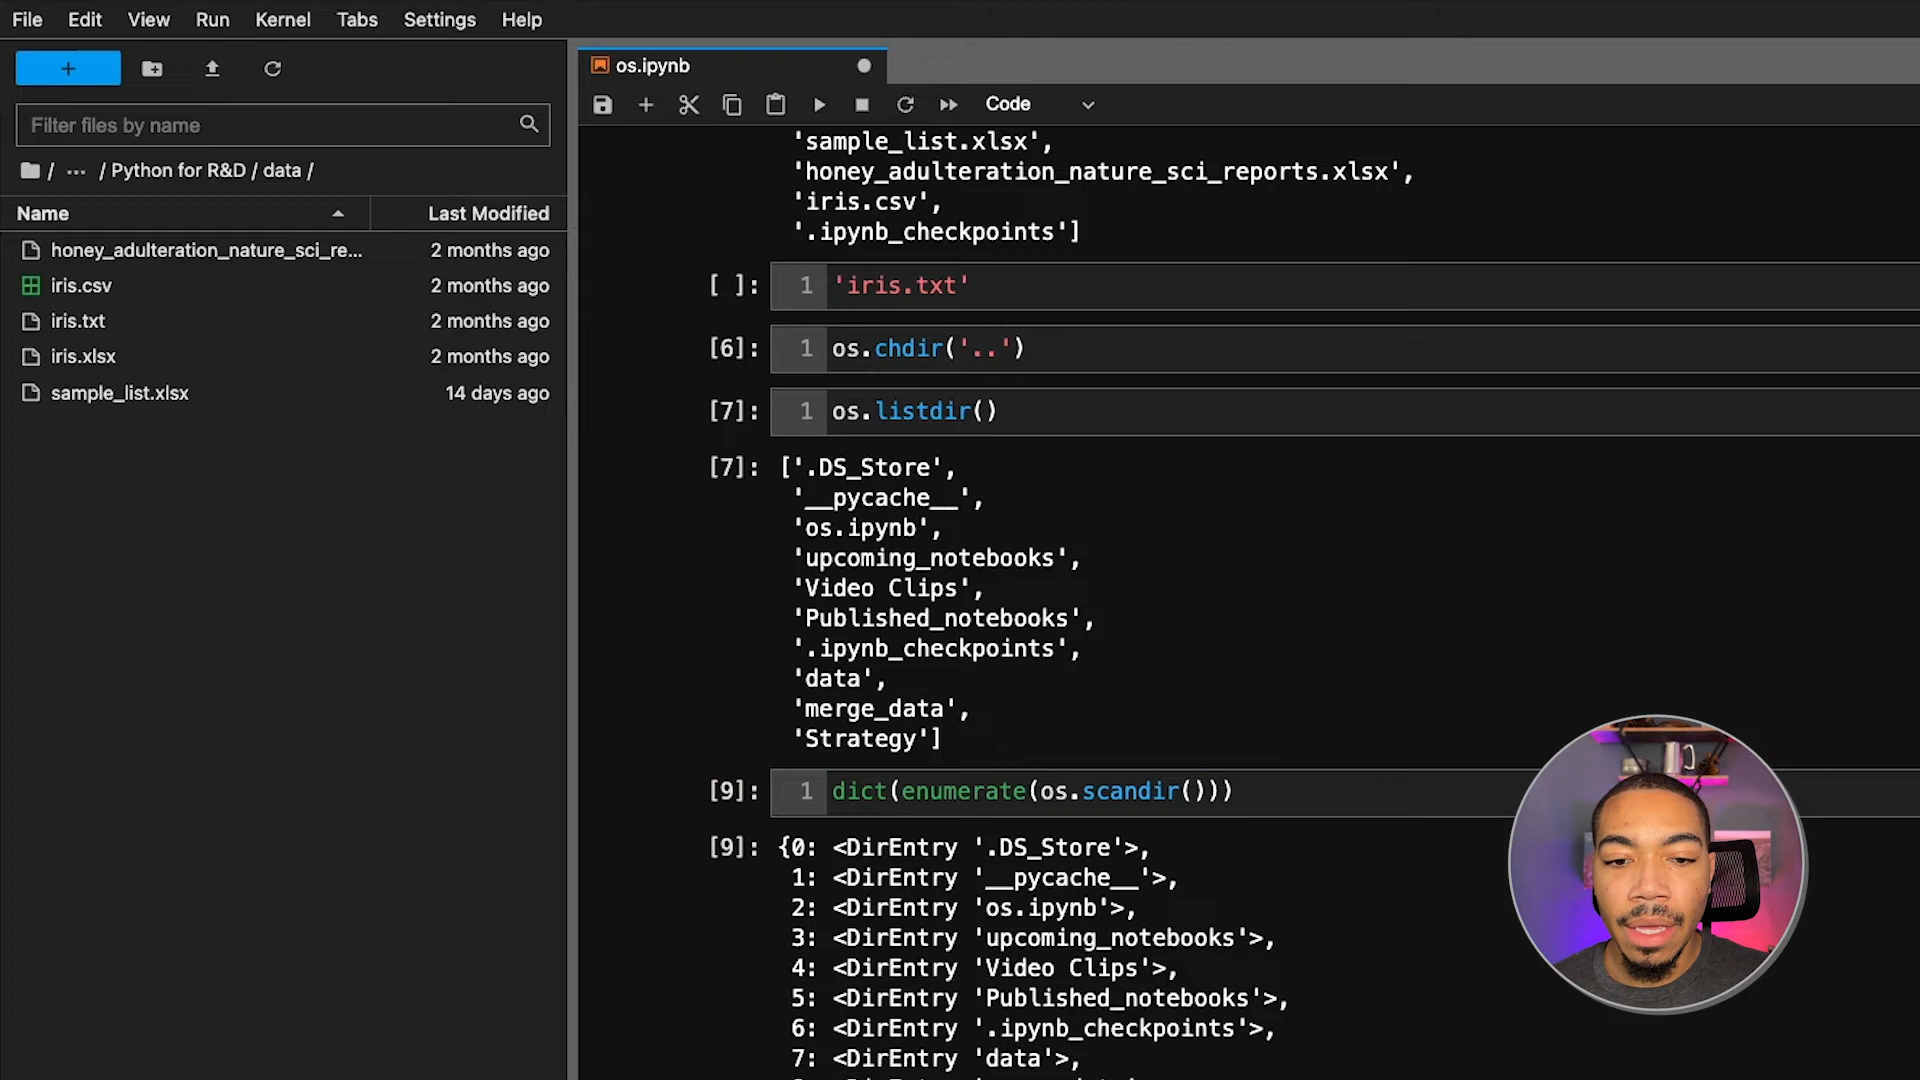 File Edit View Run Kernel Tabs Settings Help
+
Filter files by name
/ ... / Python for R&D / data /
Name Last Modified
honey_adulteration_nature_sci_re... 2 months ago
iris.csv 2 months ago
iris.txt 2 months ago
iris.xlsx 2 months ago
sample_list.xlsx 14 days ago
os.ipynb
Code
'sample_list.xlsx',
'honey_adulteration_nature_sci_reports.xlsx',
'iris.csv',
'.ipynb_checkpoints']
[ ]: 1 'iris.txt'
[6]: 1 os.chdir('..')
[7]: 1 os.listdir()
[7]: ['.DS_Store',
'__pycache__',
'os.ipynb',
'upcoming_notebooks',
'Video Clips',
'Published_notebooks',
'.ipynb_checkpoints',
'data',
'merge_data',
'Strategy']
[9]: 1 dict(enumerate(os.scandir()))
[9]: {0: <DirEntry '.DS_Store'>,
1: <DirEntry '__pycache__'>,
2: <DirEntry 'os.ipynb'>,
3: <DirEntry 'upcoming_notebooks'>,
4: <DirEntry 'Video Clips'>,
5: <DirEntry 'Published_notebooks'>,
6: <DirEntry '.ipynb_checkpoints'>,
7: <DirEntry 'data'>,